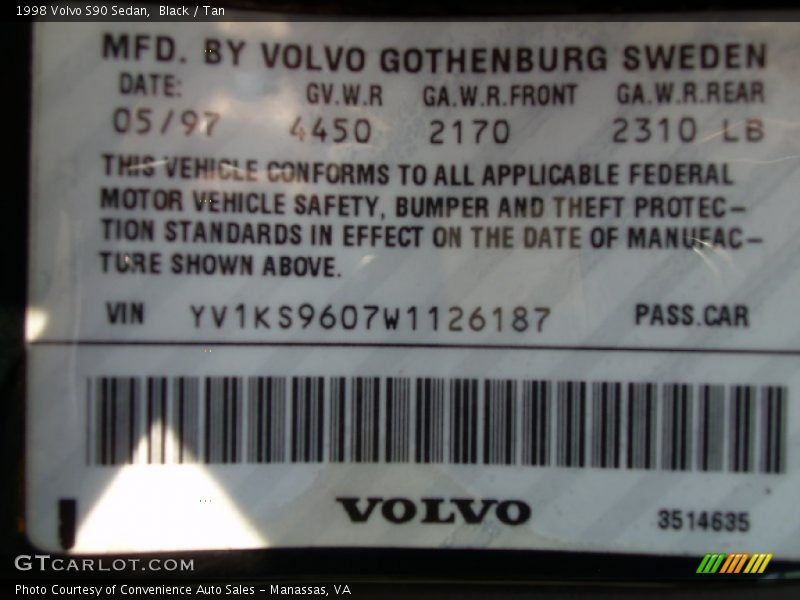 1998 Volvo S90 Sedan, Black / Tan
MFD. BY VOLVO GOTHENBURG SWEDEN
DATE: GV.W.R GA.W.R.FRONT GA.W.R.REAR
05/97 4450 2170 2310 LB
THIS VEHICLE CONFORMS TO ALL APPLICABLE FEDERAL
MOTOR VEHICLE SAFETY, BUMPER AND THEFT PROTEC–
TION STANDARDS IN EFFECT ON THE DATE OF MANUFAC–
TURE SHOWN ABOVE.
VIN YV1KS9607W1126187 PASS.CAR
VOLVO
3514635
GTCARLOT.COM
Photo Courtesy of Convenience Auto Sales – Manassas, VA